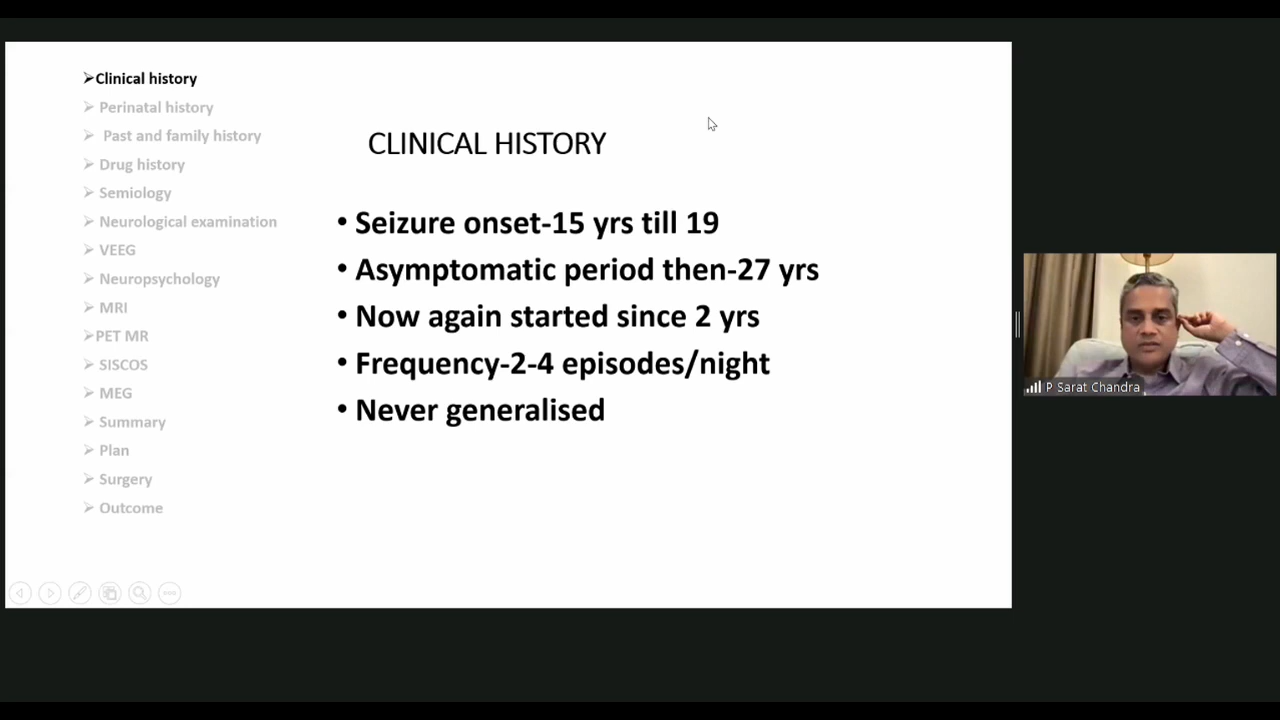 ➢Clinical history
➢ Perinatal history
➢ Past and family history
➢ Drug history
➢ Semiology
➢ Neurological examination
➢ VEEG
➢ Neuropsychology
➢ MRI
➢PET MR
➢ SISCOS
➢ MEG
➢ Summary
➢ Plan
➢ Surgery
➢ Outcome
CLINICAL HISTORY
• Seizure onset-15 yrs till 19
• Asymptomatic period then-27 yrs
• Now again started since 2 yrs
• Frequency-2-4 episodes/night
• Never generalised
P Sarat Chandra